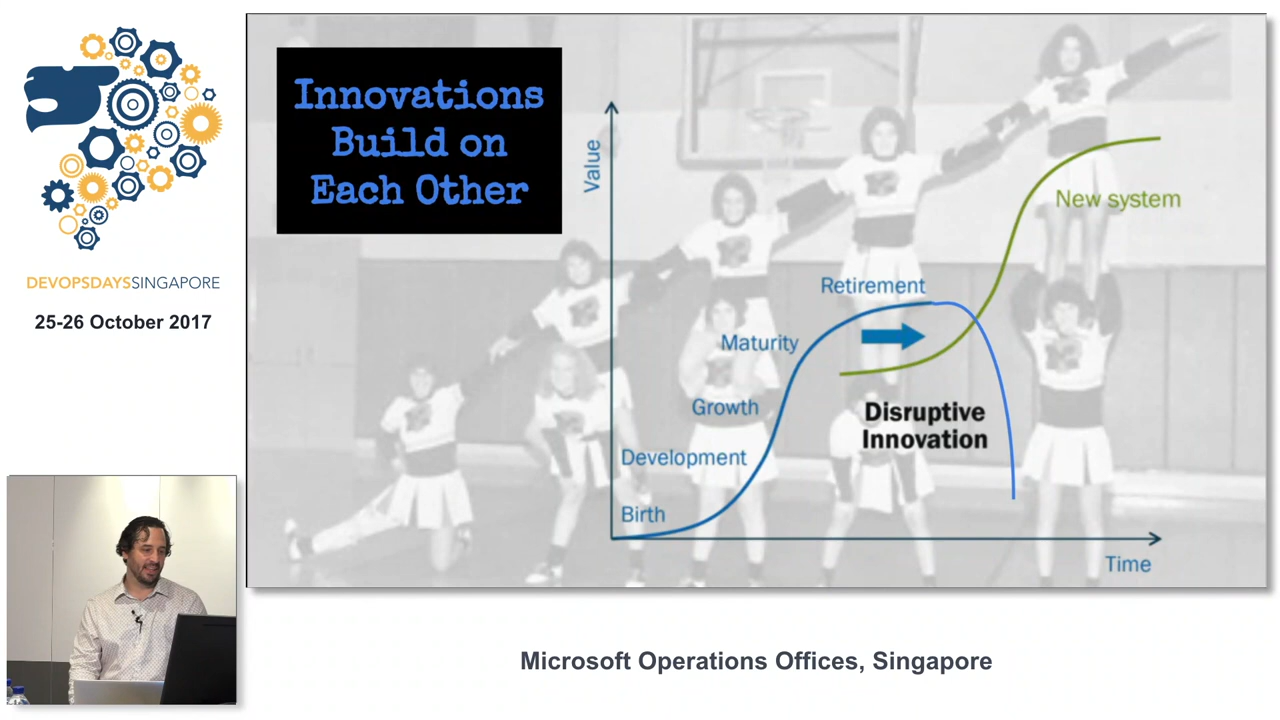 DEVOPSDAYSSINGAPORE
25-26 October 2017
Innovations
Build on
Each Other
Value
New system
Retirement
Maturity
Growth
Disruptive
Innovation
Development
Birth
Time
Microsoft Operations Offices, Singapore